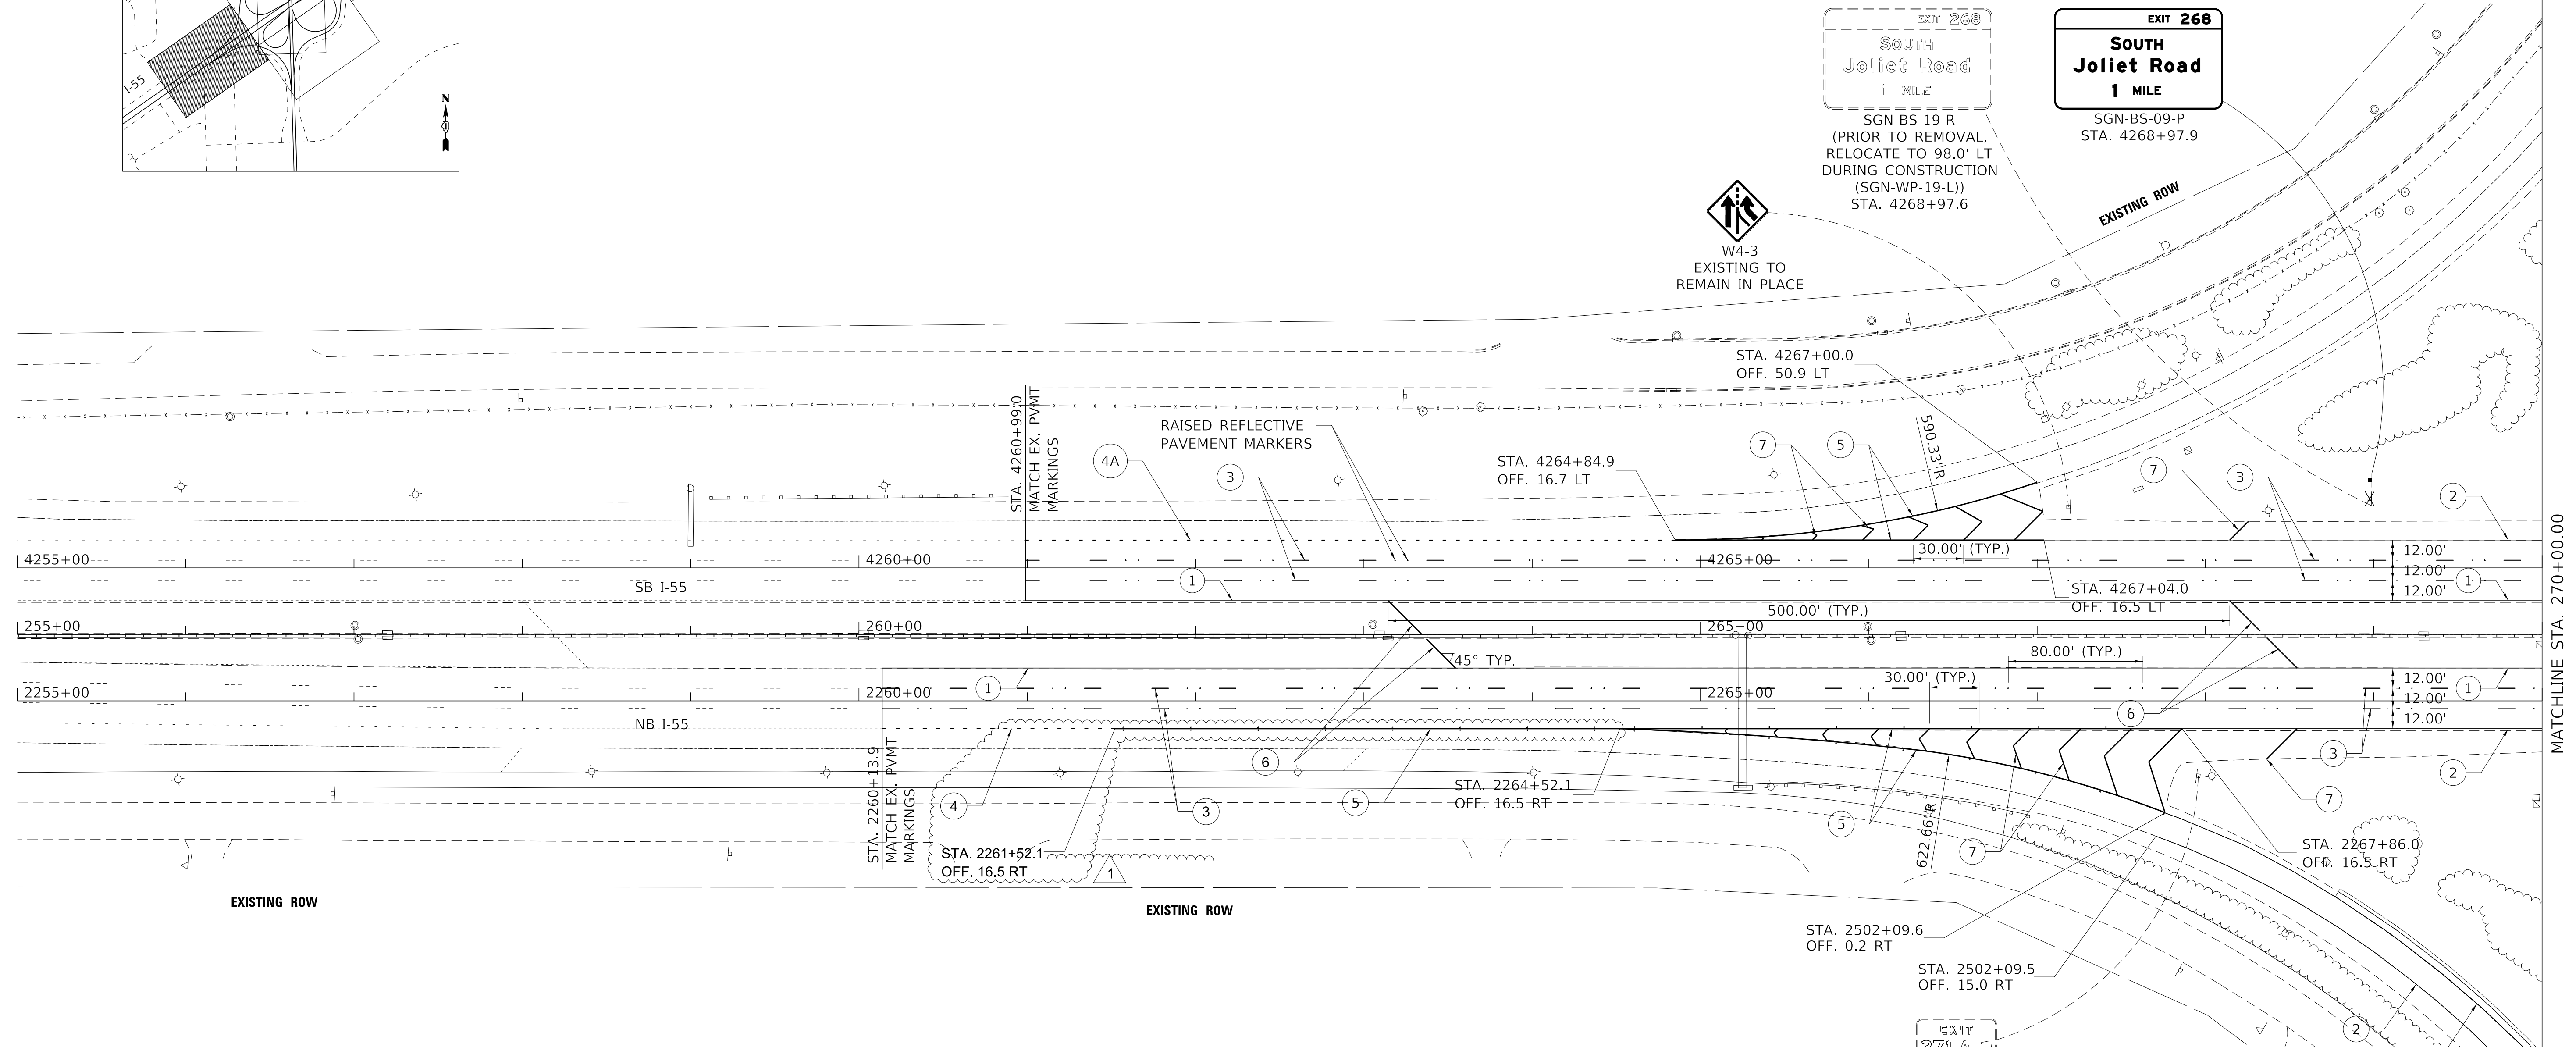 I-55
N
EXIT 268
SOUTH
Joliet Road
1 MILE
SGN-BS-19-R
(PRIOR TO REMOVAL,
RELOCATE TO 98.0' LT
DURING CONSTRUCTION
(SGN-WP-19-L))
STA. 4268+97.6
EXIT 268
SOUTH
Joliet Road
1 MILE
SGN-BS-09-P
STA. 4268+97.9
W4-3
EXISTING TO
REMAIN IN PLACE
EXISTING ROW
STA. 4267+00.0
OFF. 50.9 LT
STA. 4260+99.0
MATCH EX. PVMT
MARKINGS
RAISED REFLECTIVE
PAVEMENT MARKERS
4A
3
STA. 4264+84.9
OFF. 16.7 LT
7
5
590.33'R
7
3
2
4255+00
4260+00
4265+00
30.00' (TYP.)
12.00'
12.00'
12.00'
SB I-55
1
1
STA. 4267+04.0
OFF. 16.5 LT
500.00' (TYP.)
255+00
260+00
265+00
45° TYP.
80.00' (TYP.)
30.00' (TYP.)
2255+00
2260+00
2265+00
1
12.00'
12.00'
12.00'
1
6
NB I-55
STA. 2260+13.9
MATCH EX. PVMT
MARKINGS
6
4
3
5
STA. 2264+52.1
OFF. 16.5 RT
5
622.66'R
7
3
2
7
STA. 2261+52.1
OFF. 16.5 RT
1
STA. 2267+86.0
OFF. 16.5 RT
EXISTING ROW
EXISTING ROW
STA. 2502+09.6
OFF. 0.2 RT
STA. 2502+09.5
OFF. 15.0 RT
2
EXIT
MATCHLINE STA. 270+00.00